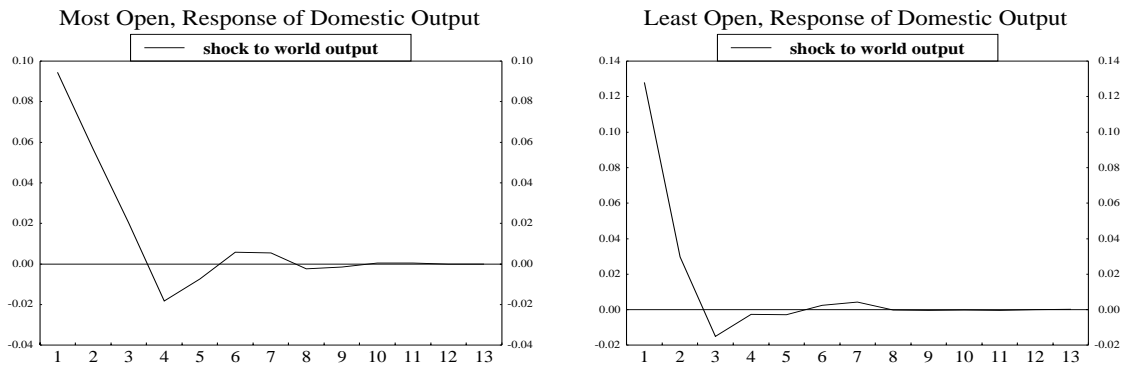 Most Open, Response of Domestic Output
shock to world output
0.10 0.10
0.08 0.08
0.06 0.06
0.04 0.04
0.02 0.02
0.00 0.00
-0.02 -0.02
-0.04 -0.04
1 2 3 4 5 6 7 8 9 10 11 12 13
Least Open, Response of Domestic Output
shock to world output
0.14 0.14
0.12 0.12
0.10 0.10
0.08 0.08
0.06 0.06
0.04 0.04
0.02 0.02
0.00 0.00
-0.02 -0.02
1 2 3 4 5 6 7 8 9 10 11 12 13